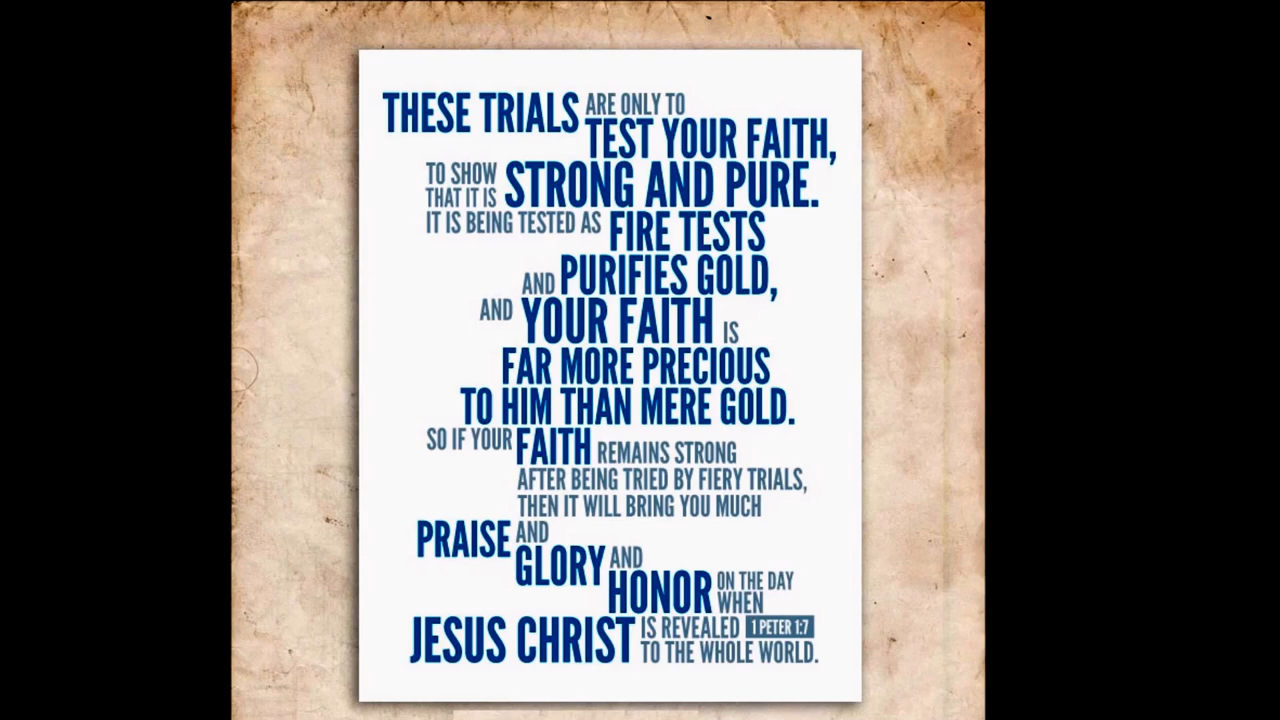 THESE TRIALS ARE ONLY TO
TEST YOUR FAITH,
TO SHOW
THAT IT IS STRONG AND PURE.
IT IS BEING TESTED AS FIRE TESTS
AND PURIFIES GOLD,
AND YOUR FAITH IS
FAR MORE PRECIOUS
TO HIM THAN MERE GOLD.
SO IF YOUR FAITH REMAINS STRONG
AFTER BEING TRIED BY FIERY TRIALS,
THEN IT WILL BRING YOU MUCH
PRAISE AND
GLORY AND
HONOR ON THE DAY
WHEN
JESUS CHRIST IS REVEALED 1 PETER 1:7
TO THE WHOLE WORLD.